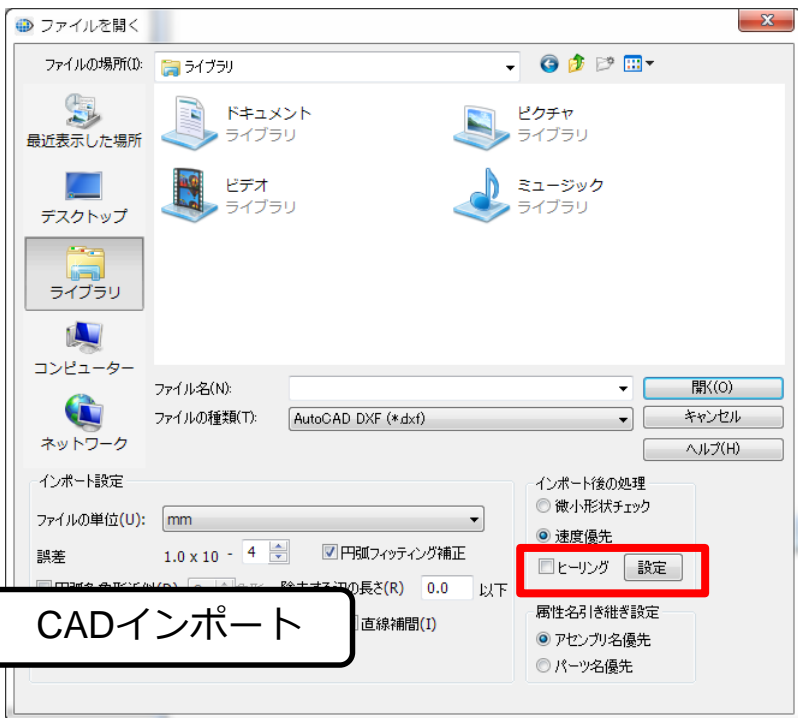 ファイルを開く
ファイルの場所(I):
ライブラリ
最近表示した場所
デスクトップ
ライブラリ
コンピューター
ネットワーク
ドキュメント
ライブラリ
ピクチャ
ライブラリ
ビデオ
ライブラリ
ミュージック
ライブラリ
ファイル名(N):
開く(O)
ファイルの種類(T):
AutoCAD DXF (*.dxf)
キャンセル
ヘルプ(H)
インポート設定
ファイルの単位(U):
mm
誤差
1.0 x 10 - 4
円弧フィッティング補正
除去する辺の長さ(R) 0.0 以下
直線補間(I)
インポート後の処理
微小形状チェック
速度優先
ヒーリング 設定
属性名引き継ぎ設定
アセンブリ名優先
パーツ名優先
CADインポート